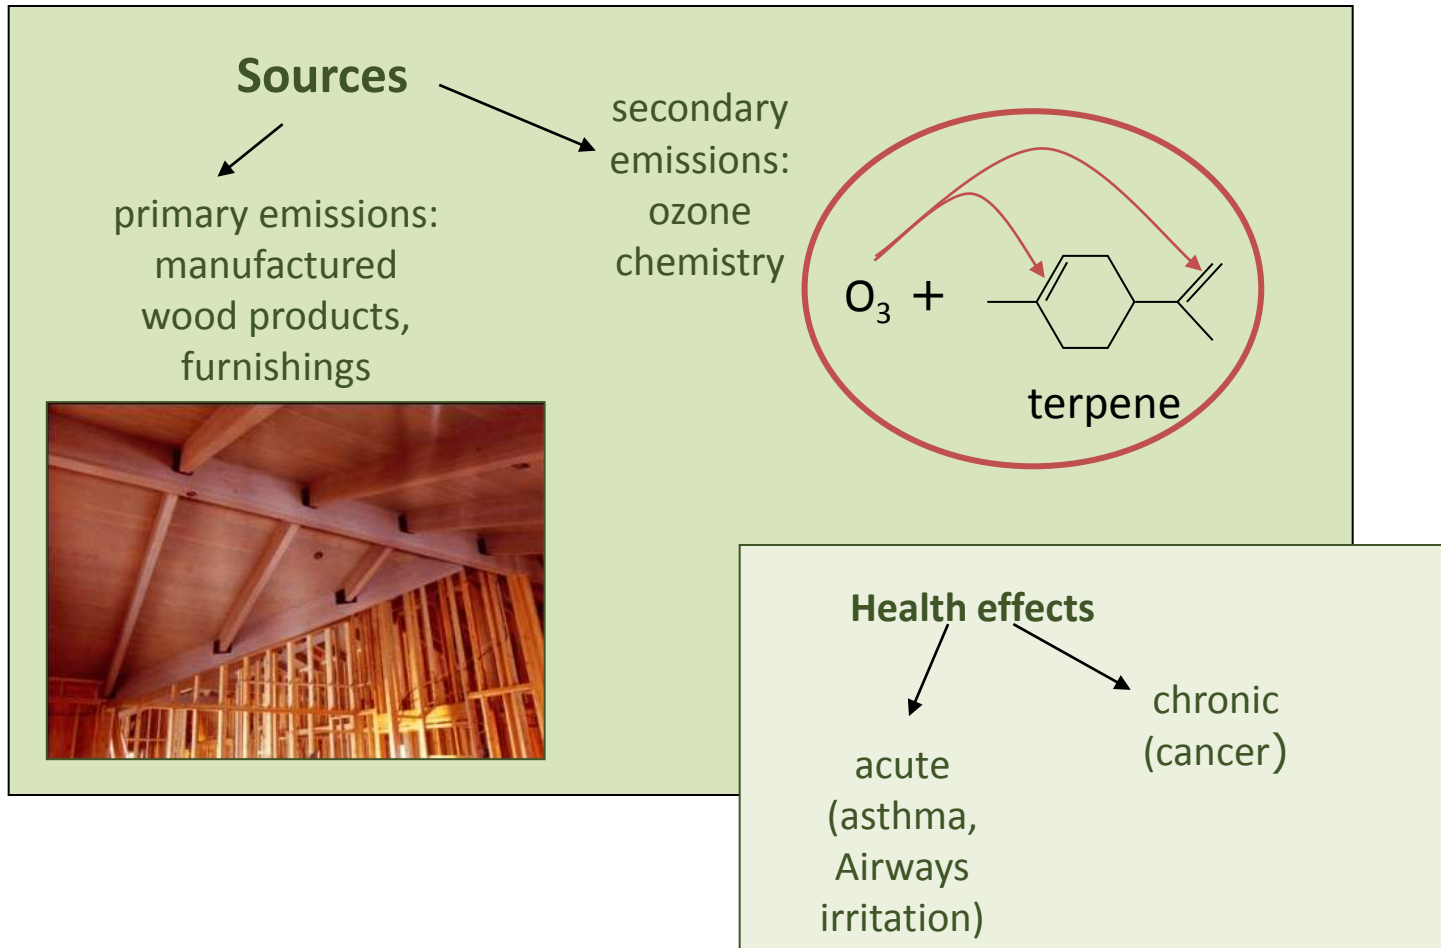 Sources
primary emissions:
manufactured
wood products,
furnishings
secondary
emissions:
ozone
chemistry
O₃ +
terpene
Health effects
acute
(asthma,
Airways
irritation)
chronic
(cancer)